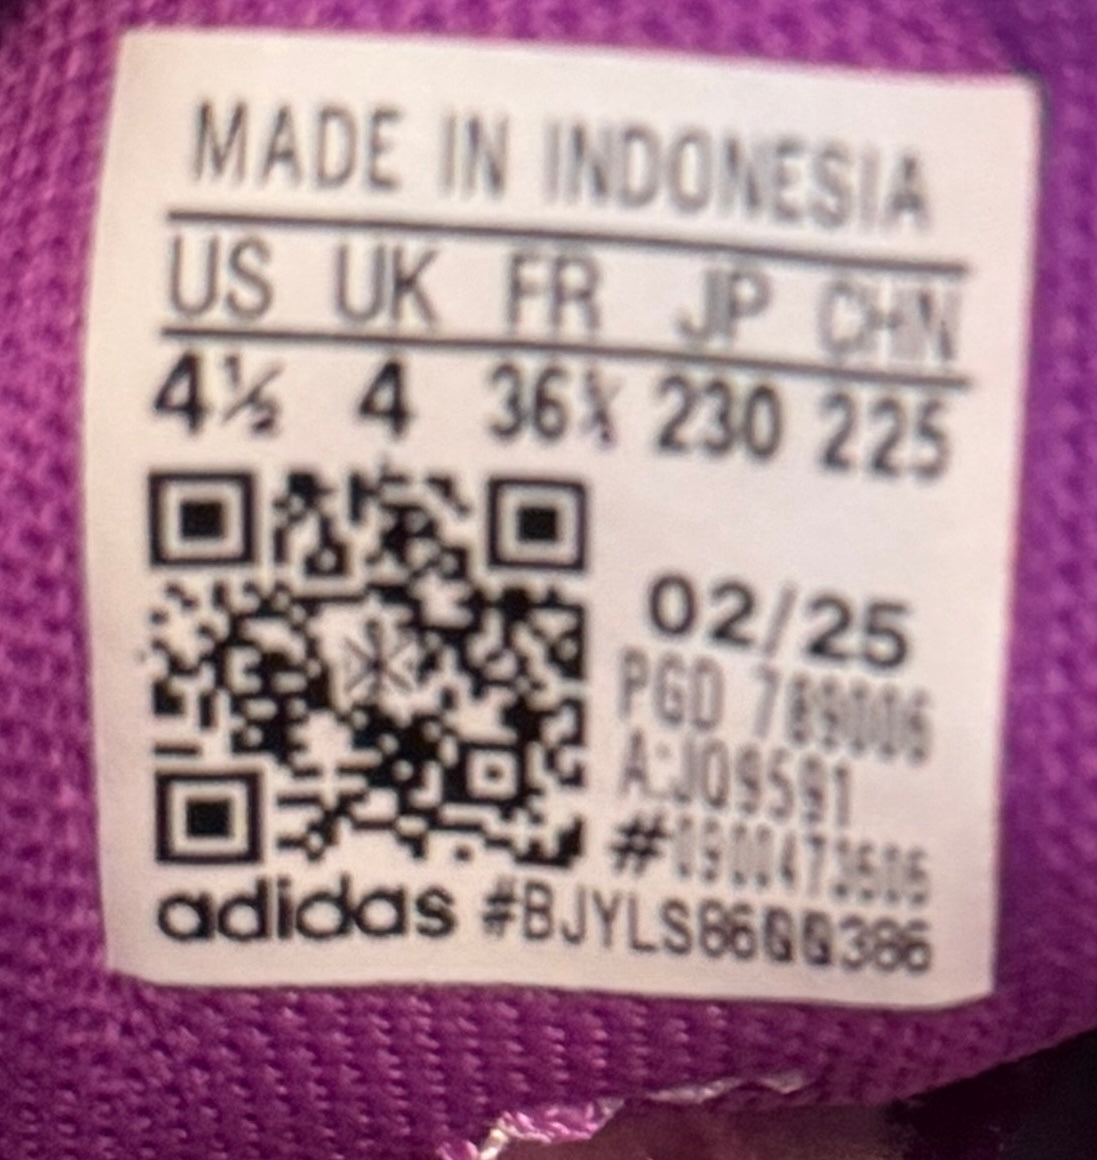 MADE IN INDONESIA
US UK FR JP CHN
4½ 4 36⅔ 230 225
02/25
PGD 789006
A:JQ9591
adidas